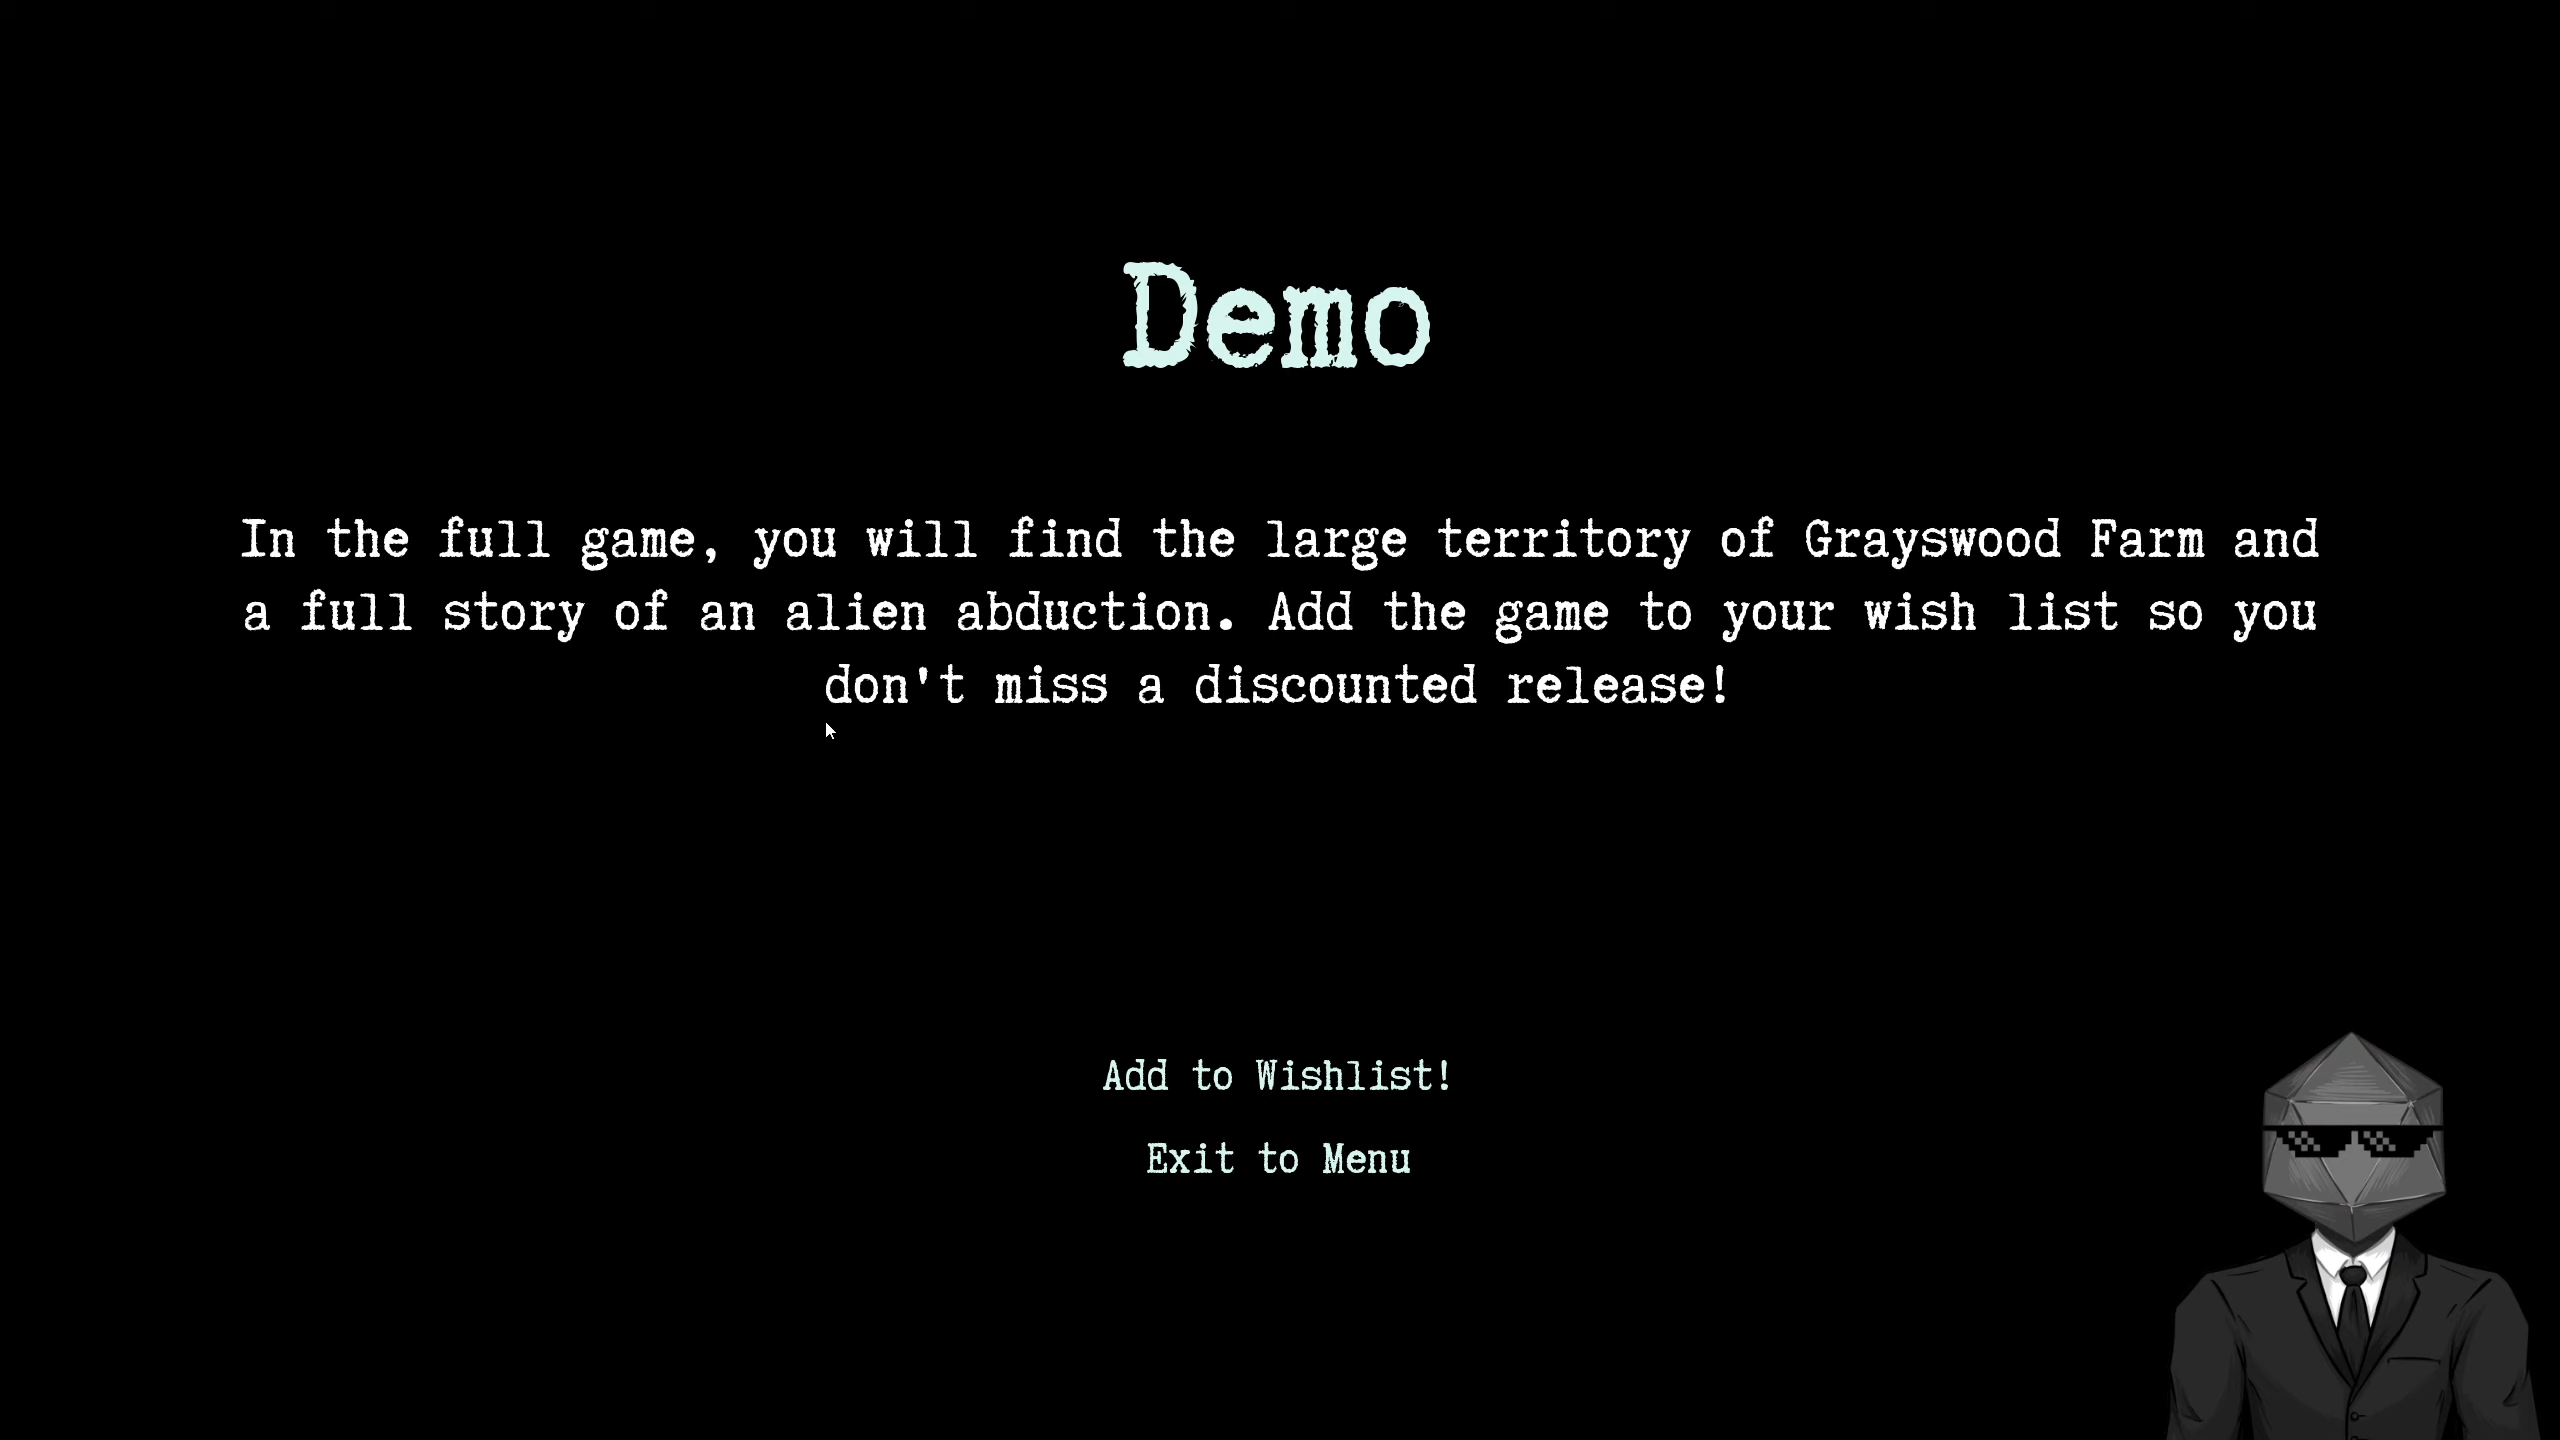 Demo
In the full game, you will find the large territory of Grayswood Farm and
a full story of an alien abduction. Add the game to your wish list so you
don't miss a discounted release!
Add to Wishlist!
Exit to Menu